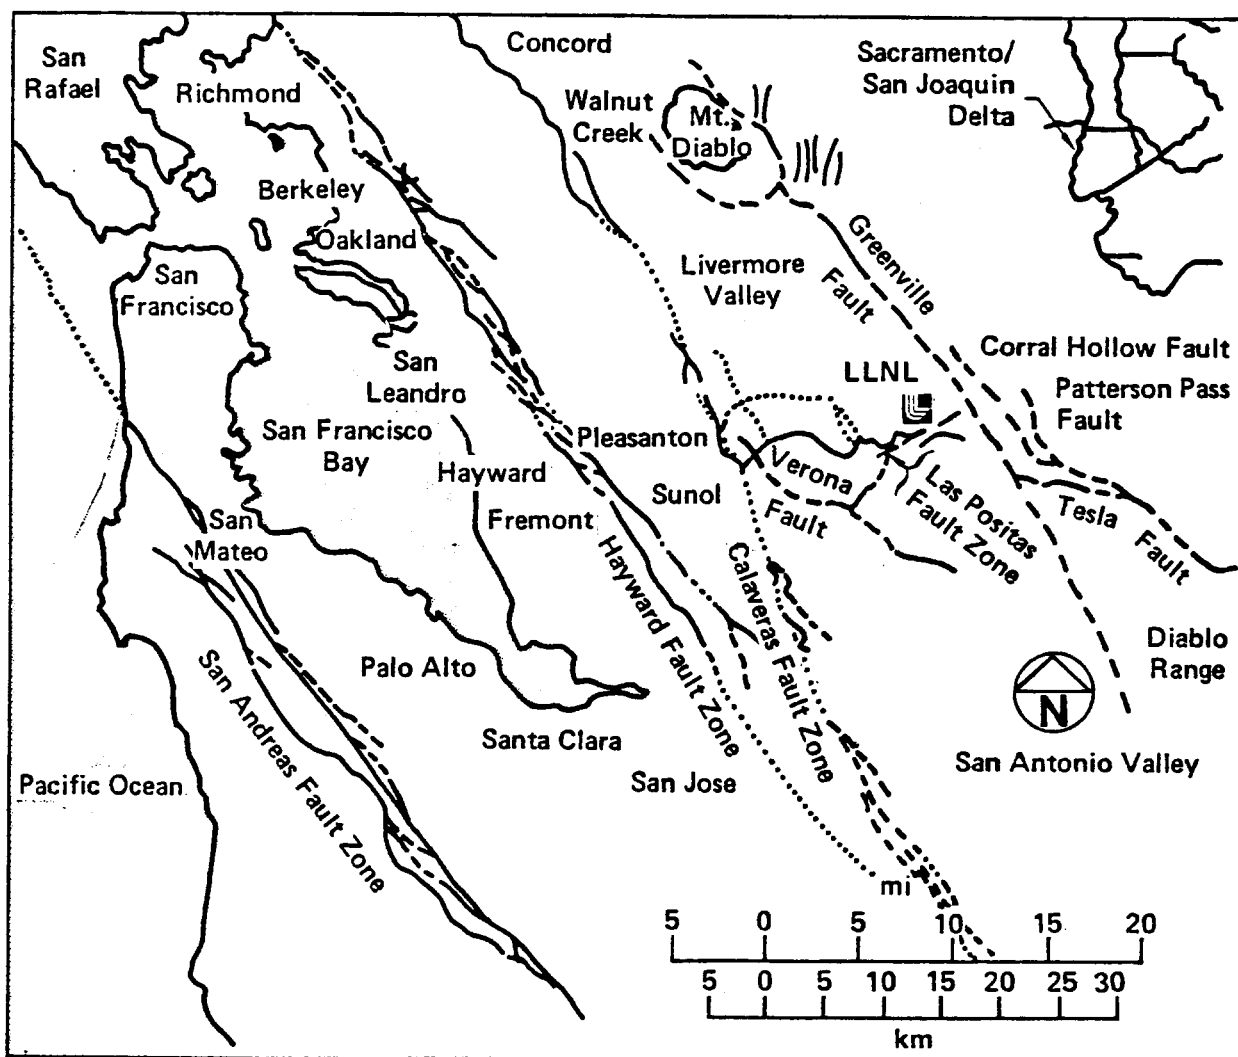 San
Rafael
Richmond
Concord
Walnut
Creek
Mt.
Diablo
Sacramento/
San Joaquin
Delta
Berkeley
Oakland
San
Francisco
Livermore
Valley
Greenville
Fault
Corral Hollow Fault
Patterson Pass
Fault
LLNL
San
Leandro
San Francisco
Bay
Pleasanton
Hayward
Verona
Fault
Sunol
Las Positas
Fault Zone
Tesla
Fault
Fremont
San
Mateo
Hayward Fault Zone
Calaveras Fault Zone
Diablo
Range
Palo Alto
San Andreas Fault Zone
N
Santa Clara
San Antonio Valley
Pacific Ocean
San Jose
mi
5 0 5 10 15 20
5 0 5 10 15 20 25 30
km